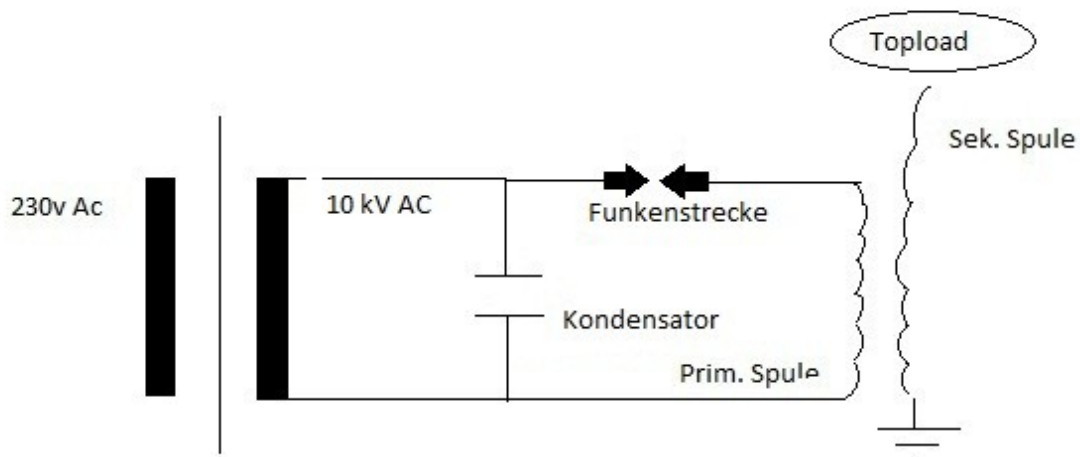 Topload
Sek. Spule
230v Ac
10 kV AC
Funkenstrecke
Kondensator
Prim. Spule